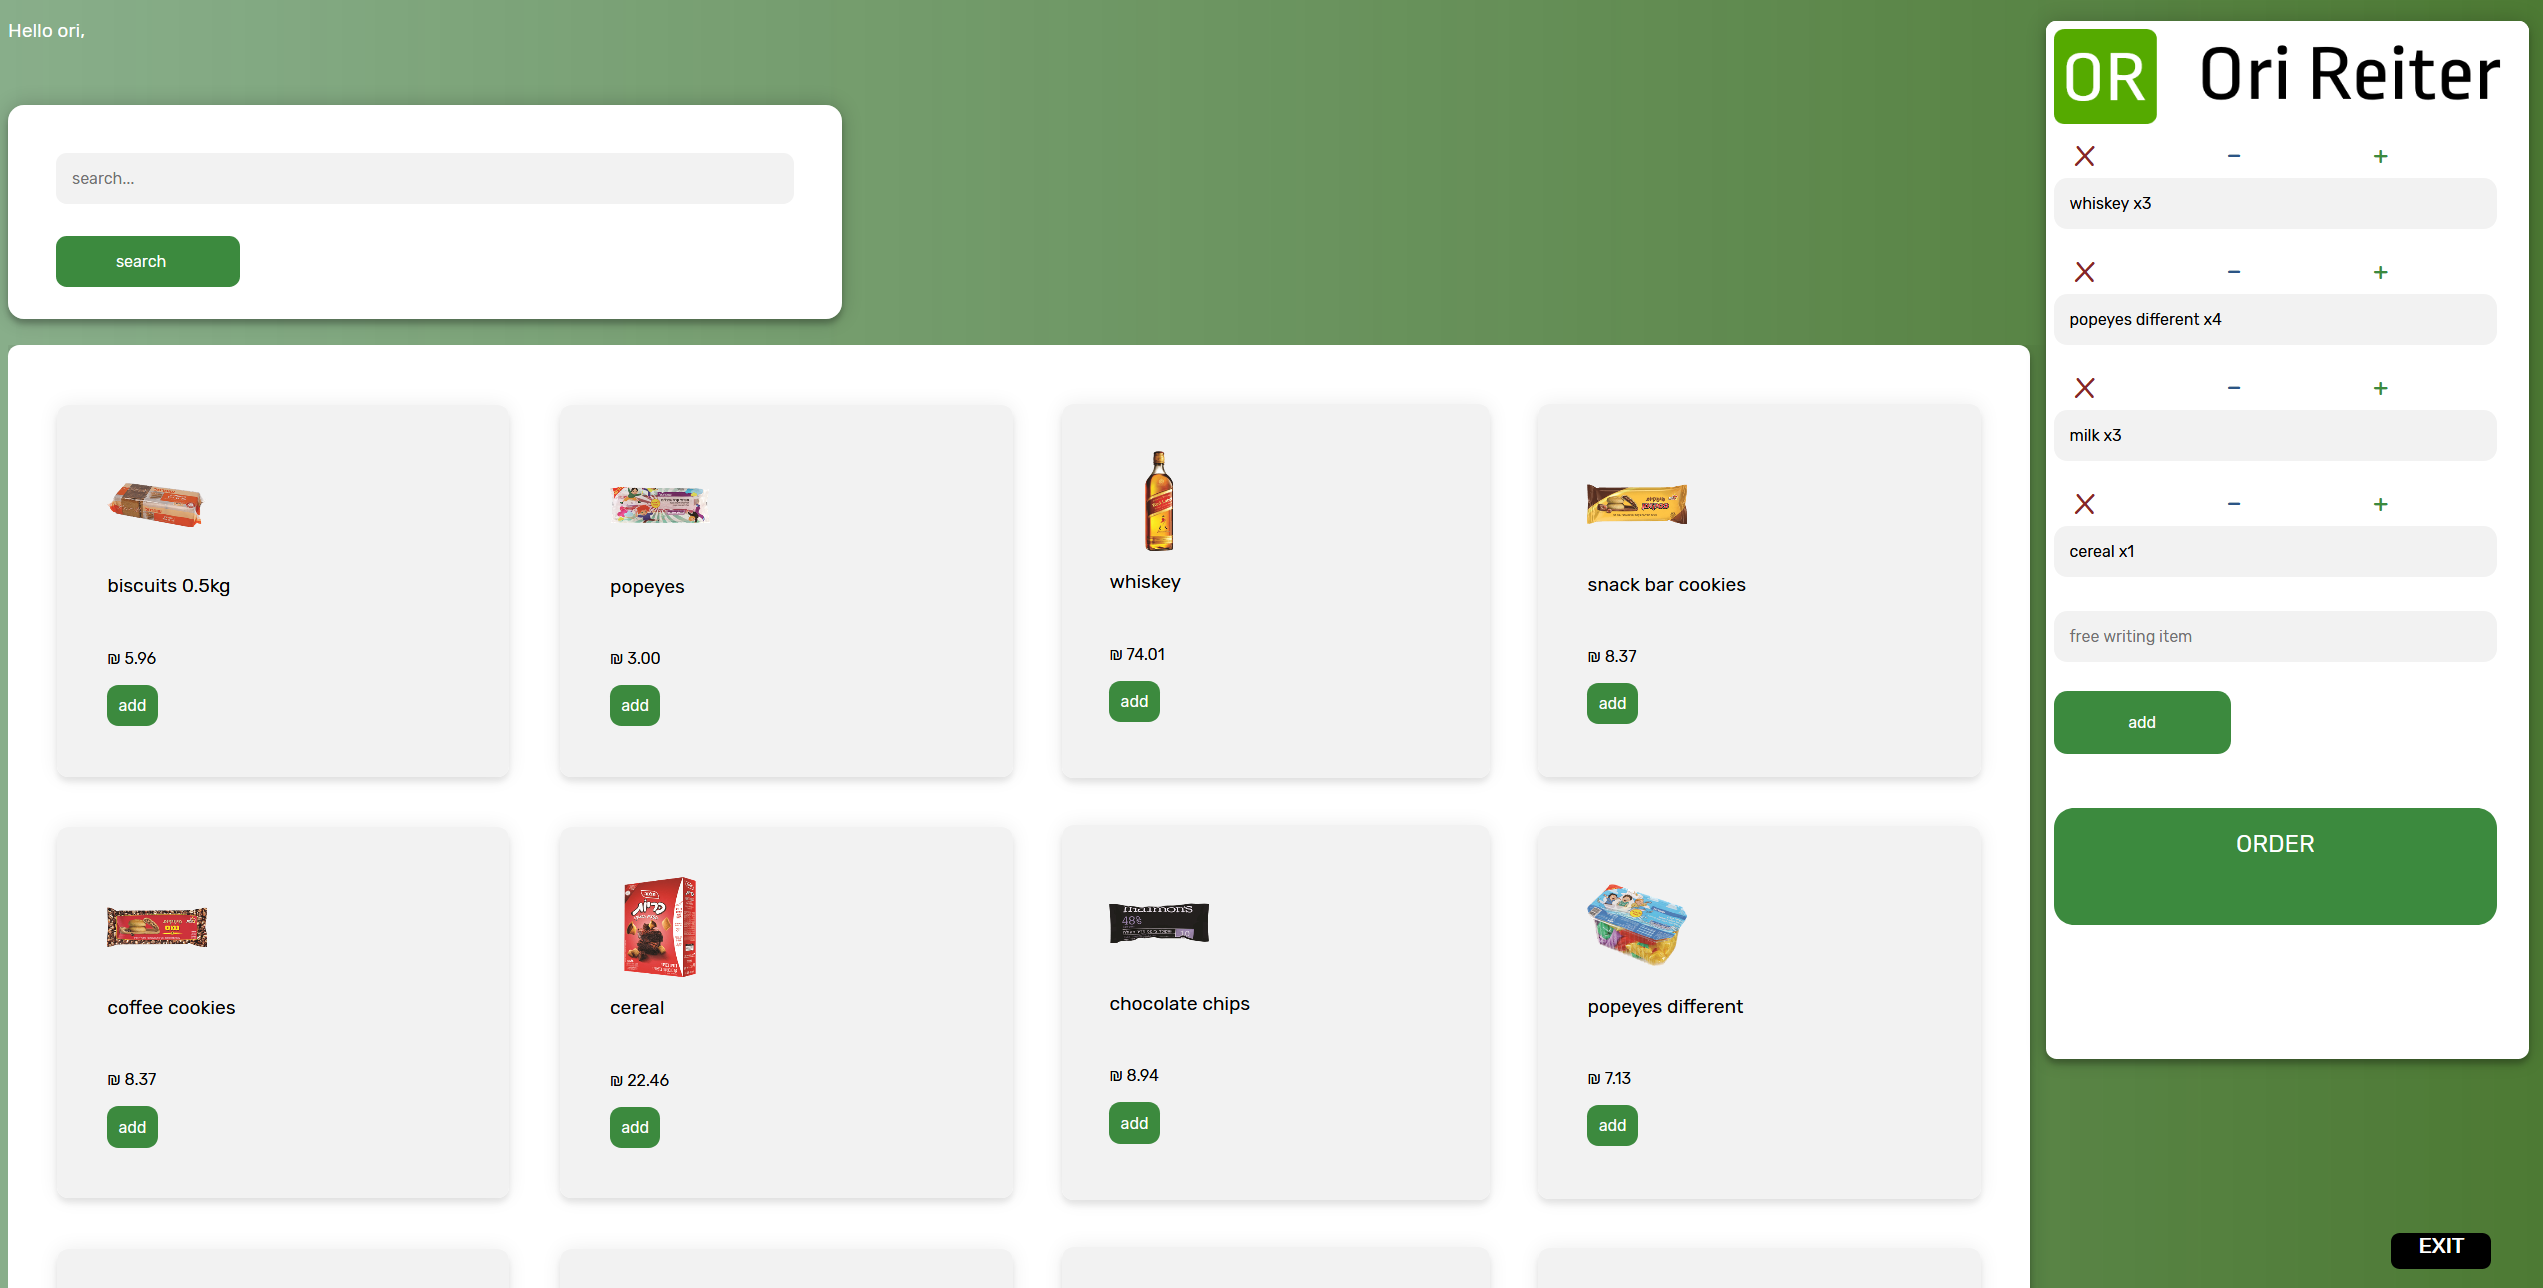 Hello ori,
search...
search
biscuits 0.5kg
₪ 5.96
add
popeyes
₪ 3.00
add
whiskey
₪ 74.01
add
snack bar cookies
₪ 8.37
add
coffee cookies
₪ 8.37
add
כריות
cereal
₪ 22.46
add
48%
chocolate chips
₪ 8.94
add
popeyes different
₪ 7.13
add
OR
Ori Reiter
X − +
whiskey x3
X − +
popeyes different x4
X − +
milk x3
X − +
cereal x1
free writing item
add
ORDER
EXIT